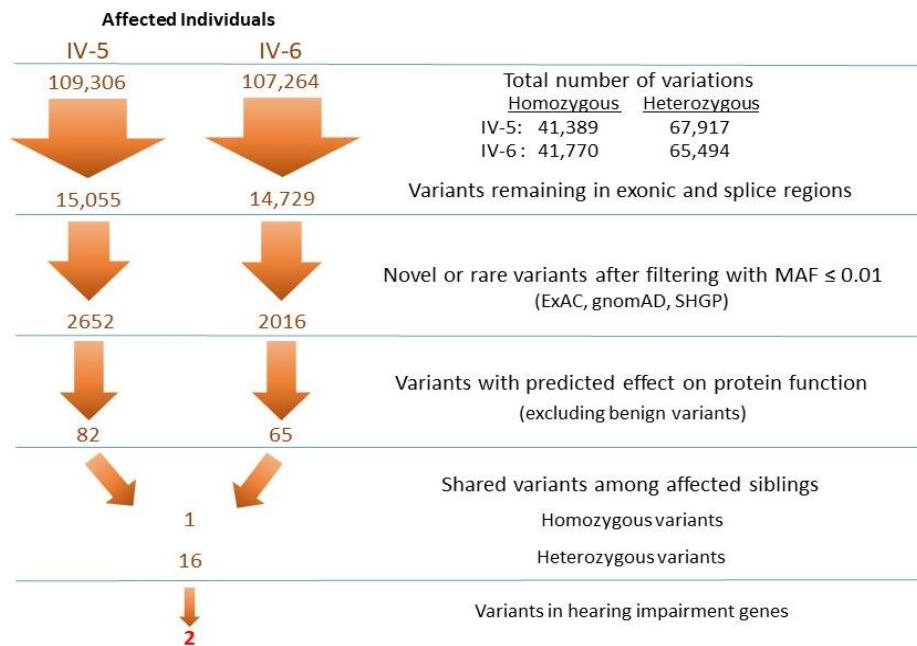 Affected Individuals
IV-5 IV-6
109,306 107,264
Total number of variations
Homozygous Heterozygous
IV-5: 41,389 67,917
IV-6 : 41,770 65,494
15,055 14,729 Variants remaining in exonic and splice regions
Novel or rare variants after filtering with MAF ≤ 0.01
(ExAC, gnomAD, SHGP)
2652 2016
Variants with predicted effect on protein function
(excluding benign variants)
82 65
Shared variants among affected siblings
1 Homozygous variants
16 Heterozygous variants
Variants in hearing impairment genes
2